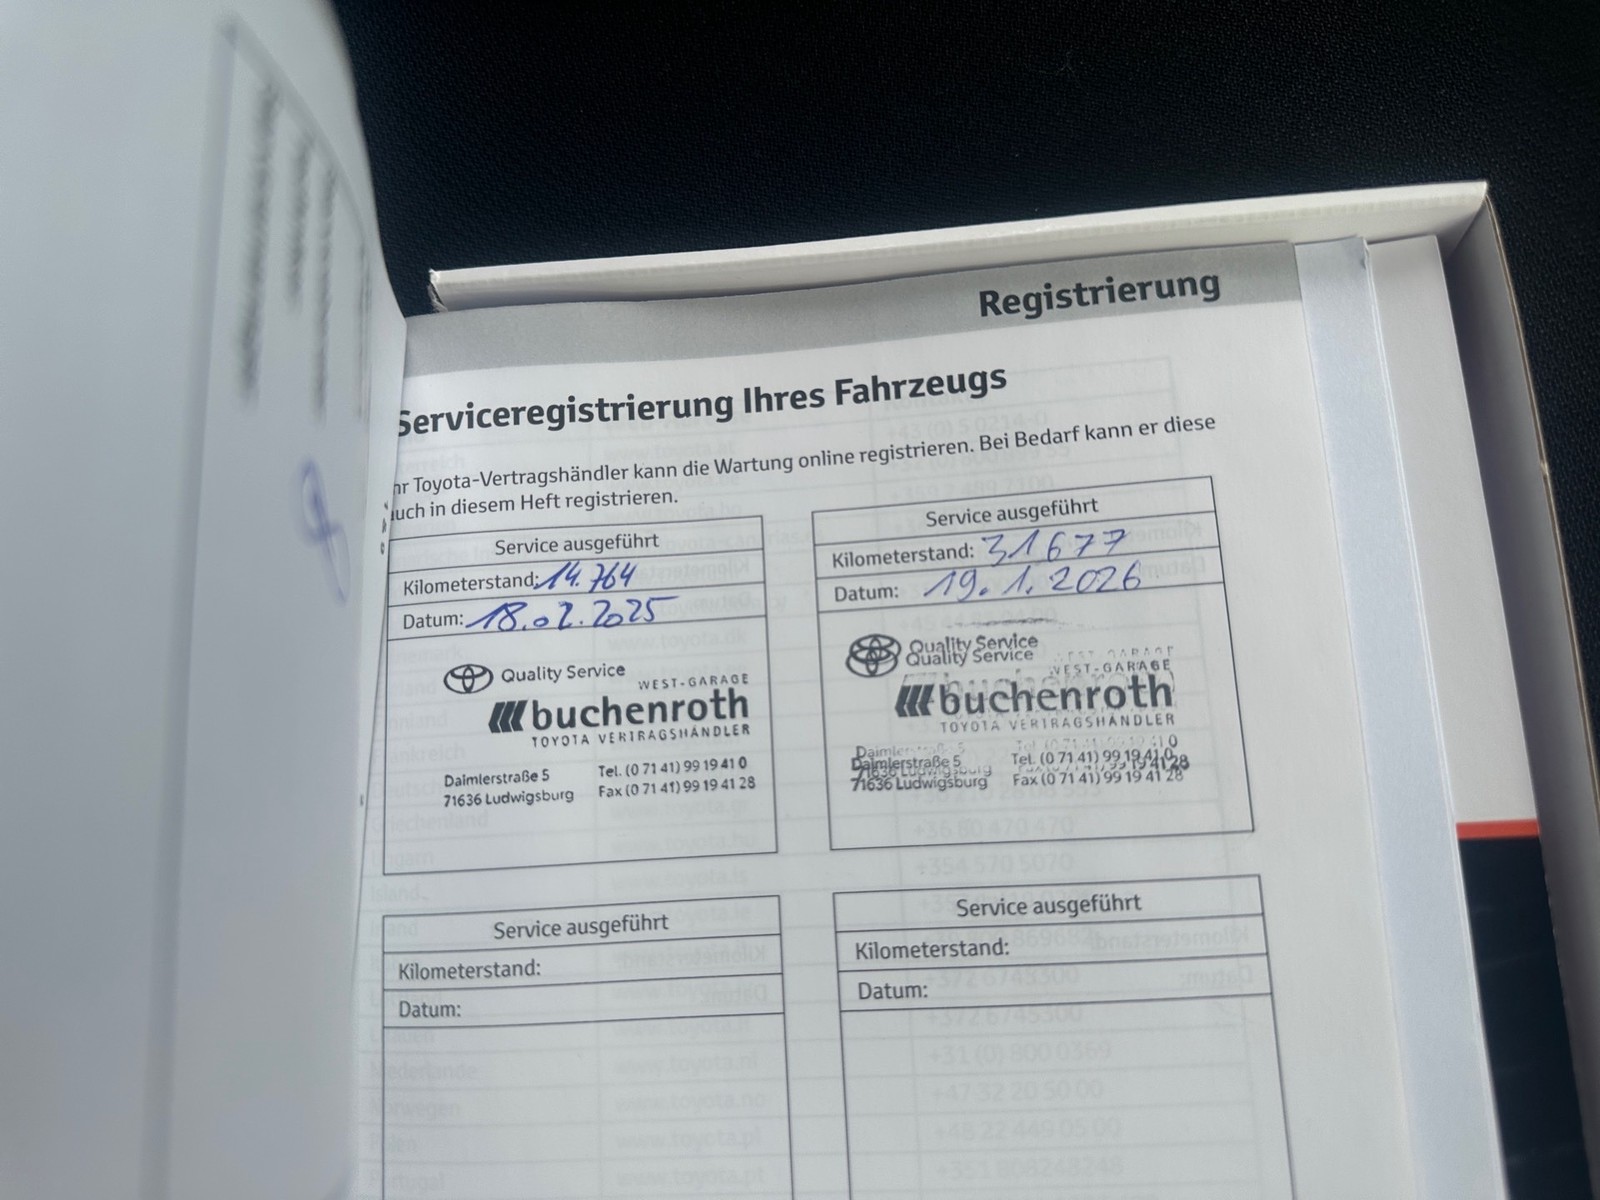 Registrierung
Serviceregistrierung Ihres Fahrzeugs
hr Toyota-Vertragshändler kann die Wartung online registrieren. Bei Bedarf kann er diese
uch in diesem Heft registrieren.
Service ausgeführt
Kilometerstand: 14.764
Datum: 18.02.2025
Quality Service
WEST-GARAGE
buchenroth
TOYOTA VERTRAGSHÄNDLER
Daimlerstraße 5
71636 Ludwigsburg
Tel. (0 71 41) 99 19 41 0
Fax (0 71 41) 99 19 41 28
Service ausgeführt
Kilometerstand: 31677
Datum: 19.1.2026
Quality Service
Quality Service
WEST-GARAGE
buchenroth
TOYOTA VERTRAGSHÄNDLER
Daimlerstraße 5
71636 Ludwigsburg
Tel. (0 71 41) 99 19 41 0
Fax (0 71 41) 99 19 41 28
Service ausgeführt
Kilometerstand:
Datum:
Service ausgeführt
Kilometerstand:
Datum: